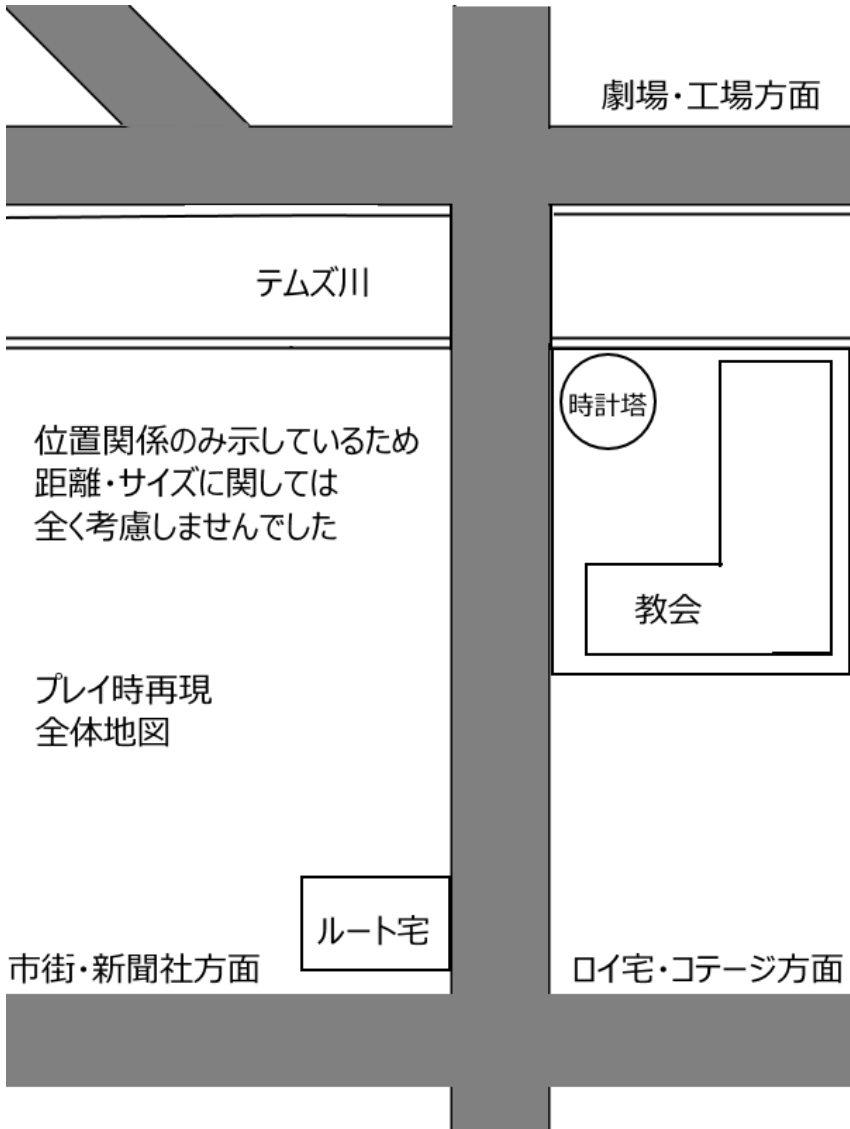 劇場・工場方面
テムズ川
時計塔
位置関係のみ示しているため
距離・サイズに関しては
全く考慮しませんでした
教会
プレイ時再現
全体地図
ルート宅
市街・新聞社方面
ロイ宅・コテージ方面